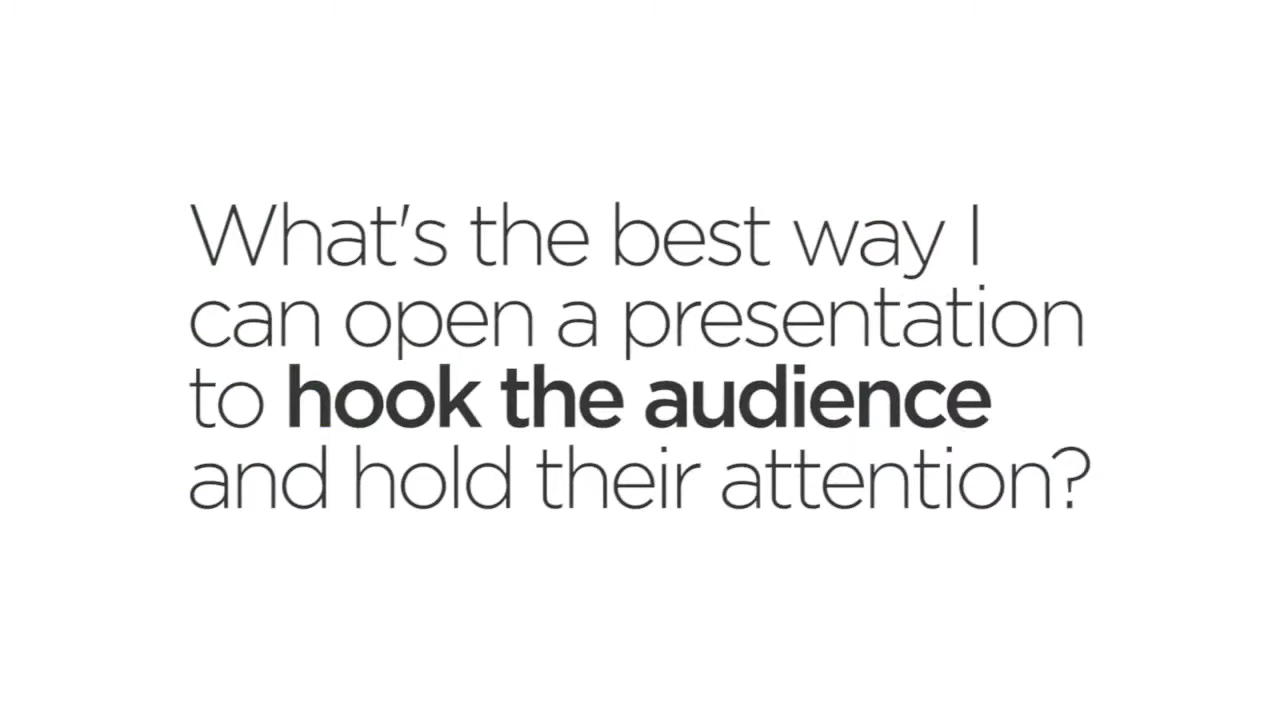 What's the best way I
can open a presentation
to hook the audience
and hold their attention?